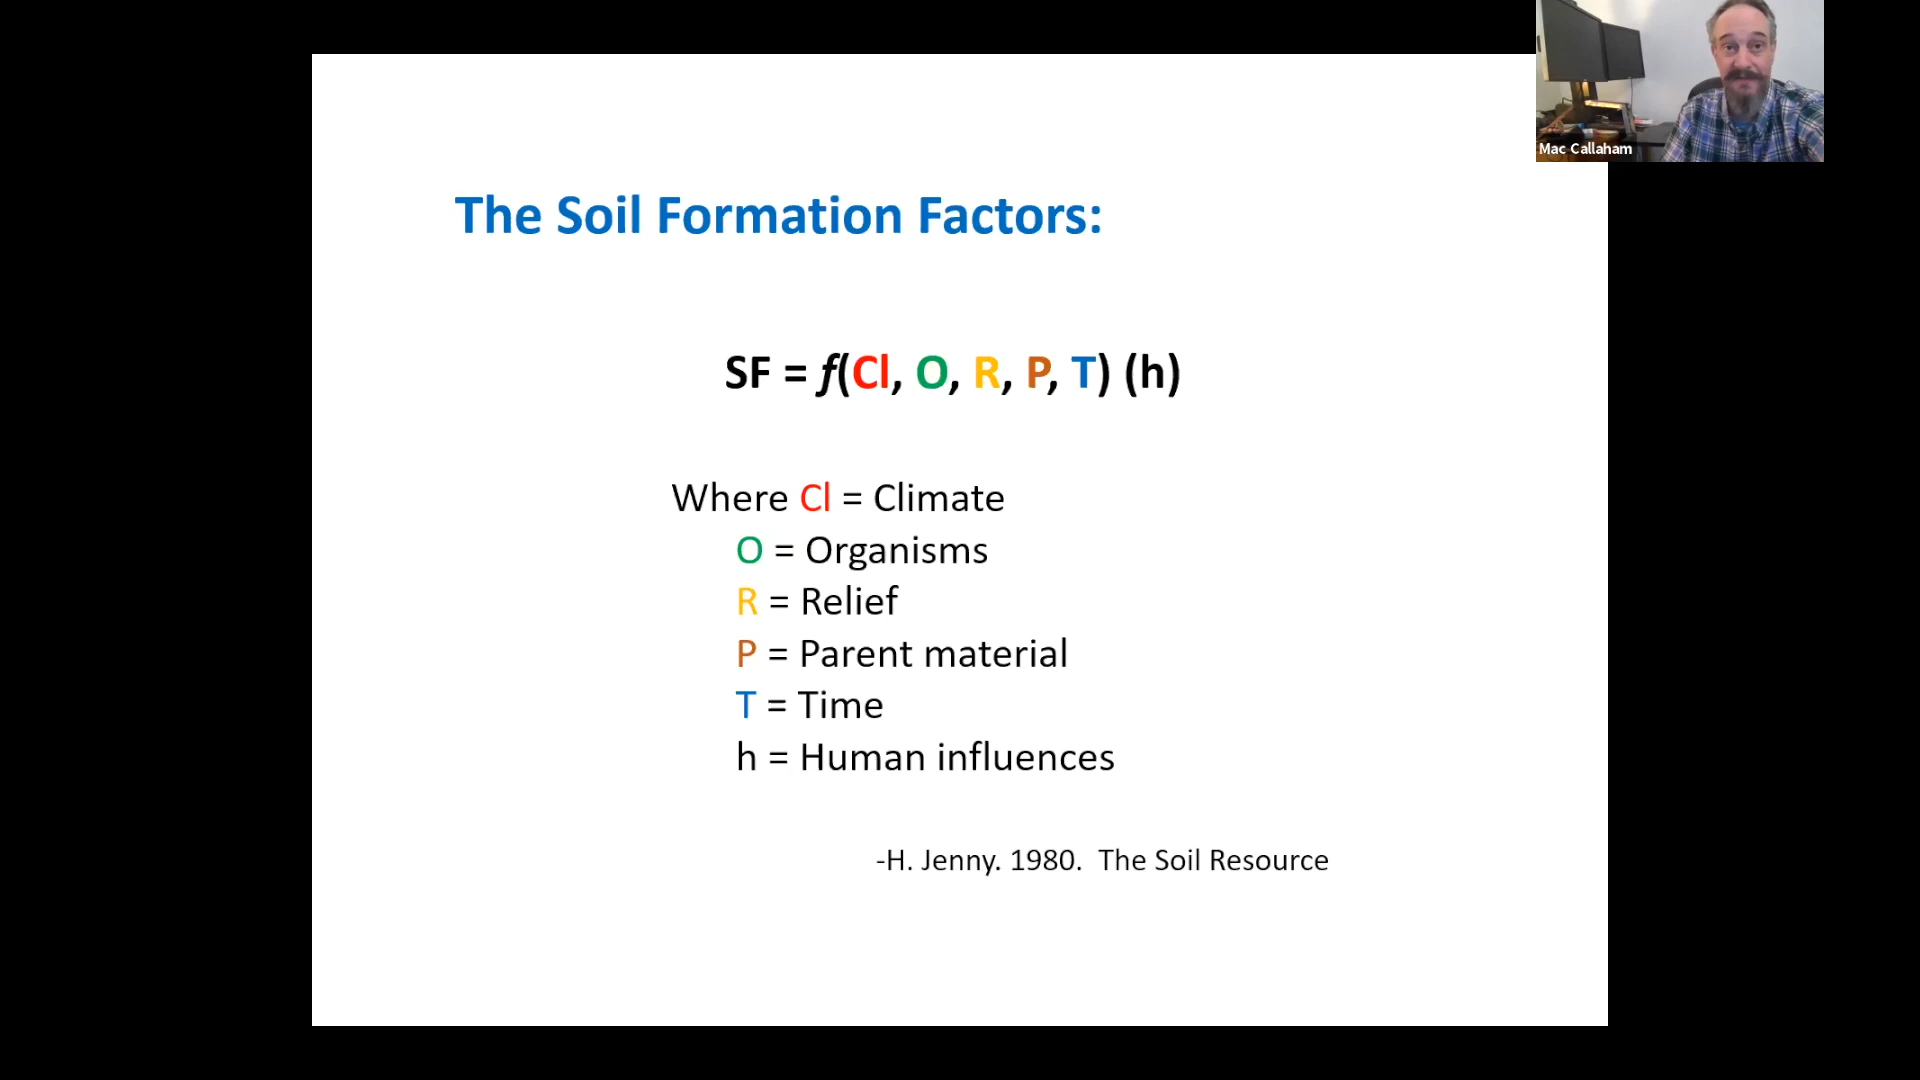 Mac Callaham
The Soil Formation Factors:
SF = f(Cl, O, R, P, T) (h)
Where Cl = Climate
O = Organisms
R = Relief
P = Parent material
T = Time
h = Human influences
-H. Jenny. 1980.  The Soil Resource